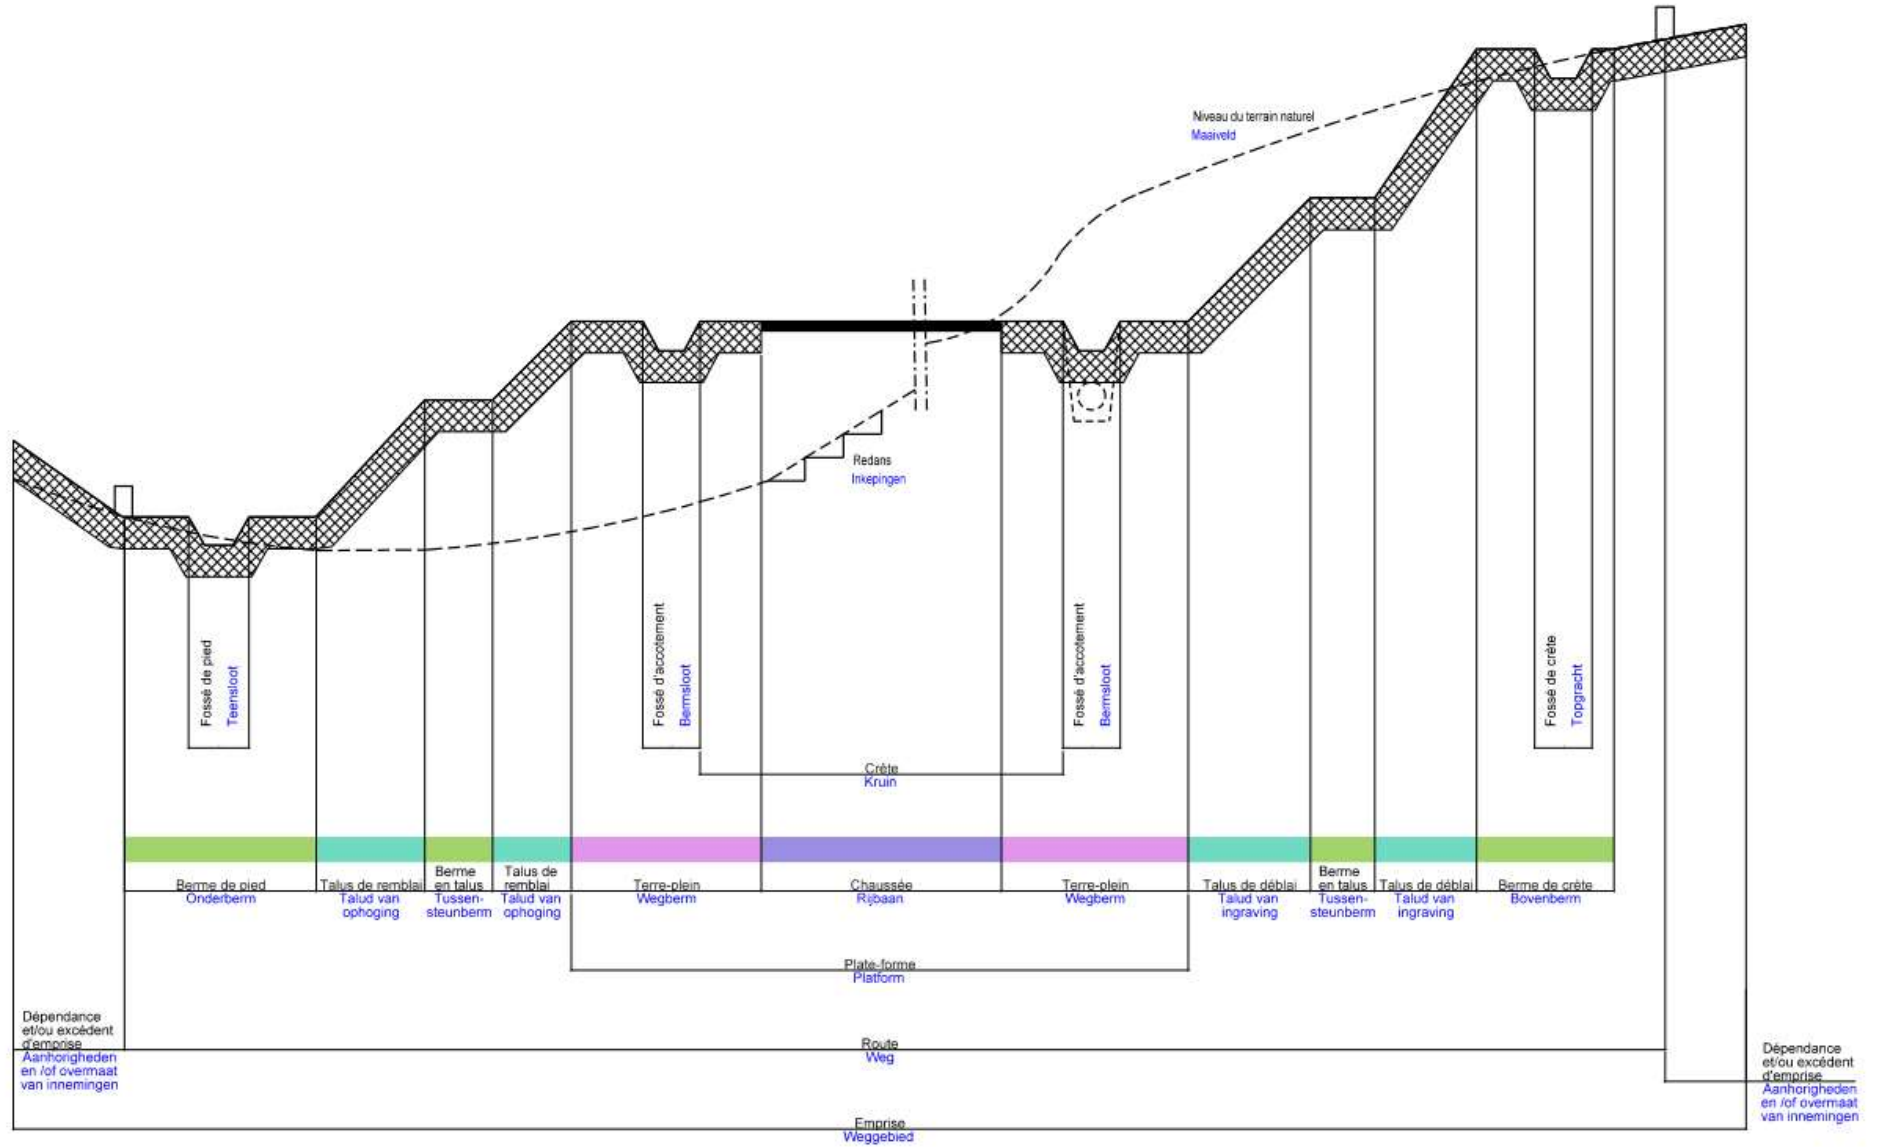 Niveau du terrain naturel
Maaiveld
Redans
Inkepingen
Fossé de pied
Teensloot
Fossé d'accotement
Bermsloot
Fossé d'accotement
Bermsloot
Fossé de crète
Topgracht
Crète
Kruin
Berme de pied
Onderberm
Talus de remblai
Talud van
ophoging
Berme
en talus
Tussen-
steunberm
Talus de
remblai
Talud van
ophoging
Terre-plein
Wegberm
Chaussée
Rijbaan
Terre-plein
Wegberm
Talus de déblai
Talud van
ingraving
Berme
en talus
Tussen-
steunberm
Talus de déblai
Talud van
ingraving
Berme de crète
Bovenberm
Plate-forme
Platform
Dépendance
et/ou excédent
d'emprise
Aanhorigheden
en /of overmaat
van innemingen
Route
Weg
Dépendance
et/ou excédent
d'emprise
Aanhorigheden
en /of overmaat
van innemingen
Emprise
Weggebied